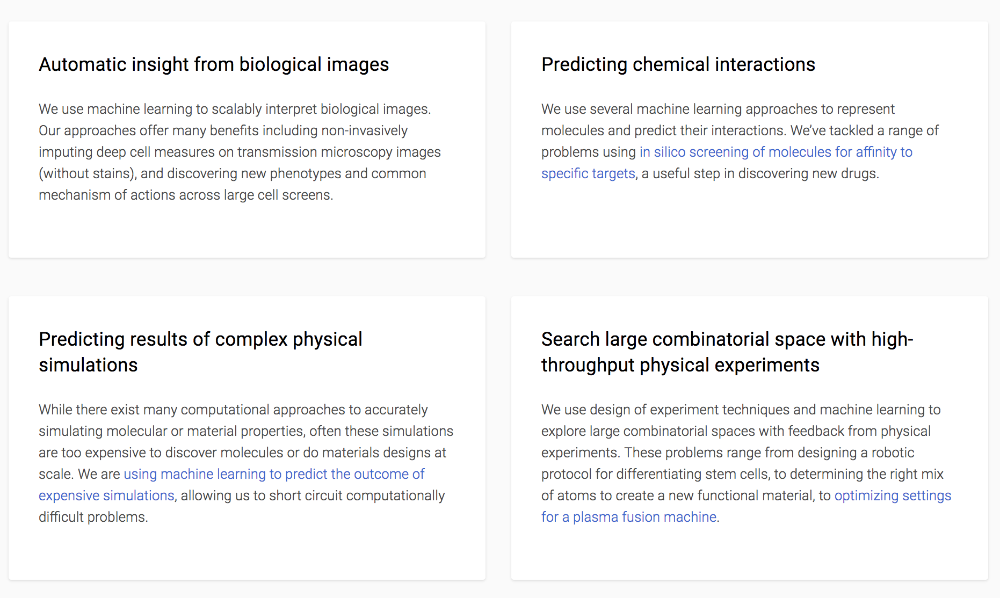 Automatic insight from biological images
We use machine learning to scalably interpret biological images.
Our approaches offer many benefits including non-invasively
imputing deep cell measures on transmission microscopy images
(without stains), and discovering new phenotypes and common
mechanism of actions across large cell screens.
Predicting chemical interactions
We use several machine learning approaches to represent
molecules and predict their interactions. We’ve tackled a range of
problems using in silico screening of molecules for affinity to
specific targets, a useful step in discovering new drugs.
Predicting results of complex physical
simulations
While there exist many computational approaches to accurately
simulating molecular or material properties, often these simulations
are too expensive to discover molecules or do materials designs at
scale. We are using machine learning to predict the outcome of
expensive simulations, allowing us to short circuit computationally
difficult problems.
Search large combinatorial space with high-
throughput physical experiments
We use design of experiment techniques and machine learning to
explore large combinatorial spaces with feedback from physical
experiments. These problems range from designing a robotic
protocol for differentiating stem cells, to determining the right mix
of atoms to create a new functional material, to optimizing settings
for a plasma fusion machine.